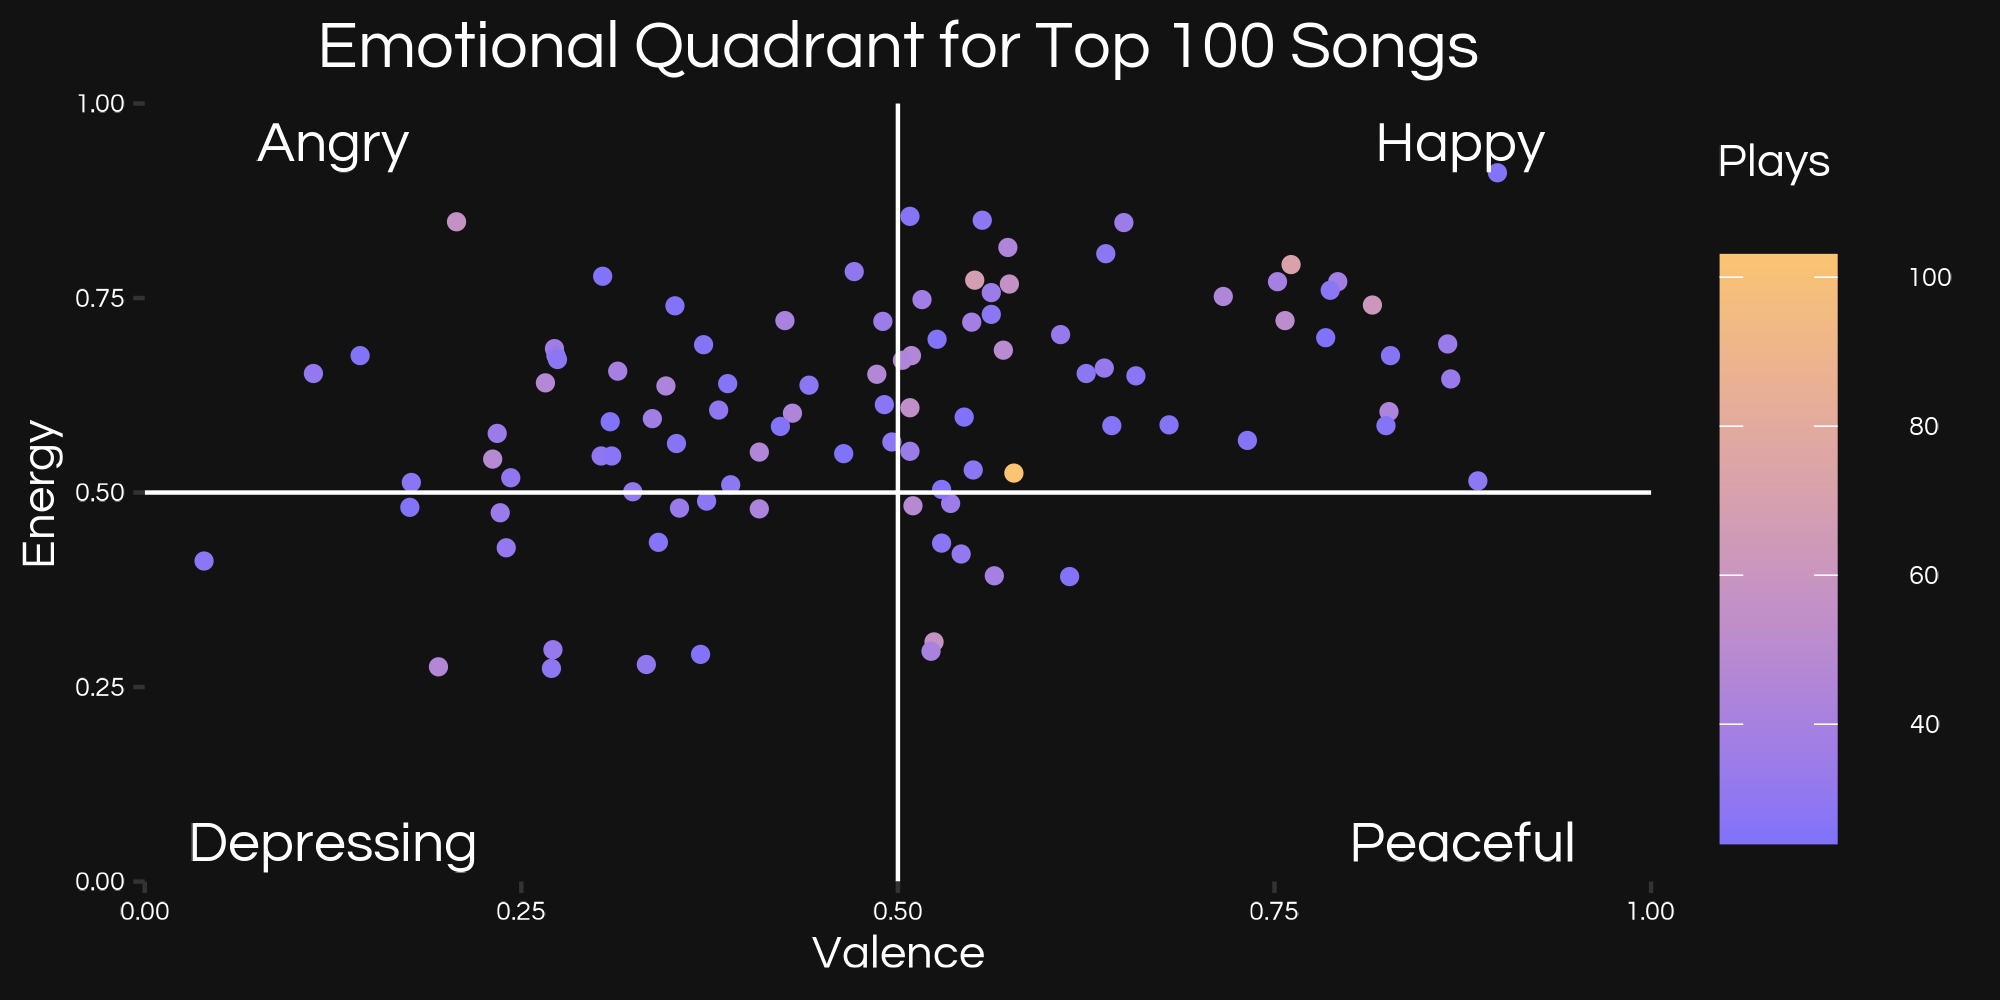 Emotional Quadrant for Top 100 Songs
1.00
Angry
Happy
Plays
0.75
Energy
0.50
0.25
Depressing
Peaceful
0.00
0.00
0.25
0.50
0.75
1.00
Valence
100
80
60
40